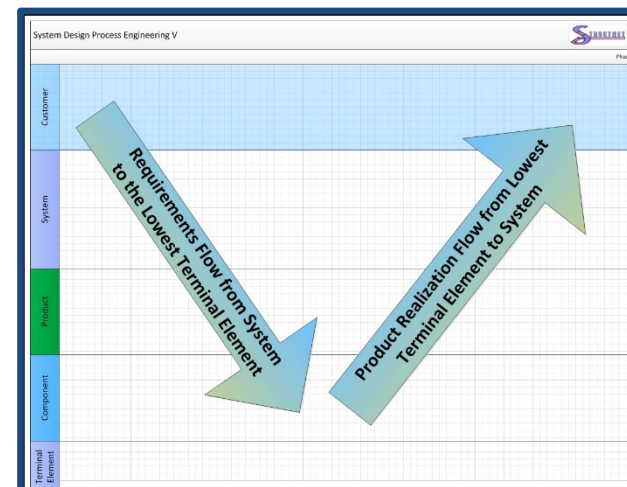 System Design Process Engineering V
Customer
System
Product
Component
Terminal
Element
Requirements Flow from System
to the Lowest Terminal Element
Product Realization Flow from Lowest
Terminal Element to System